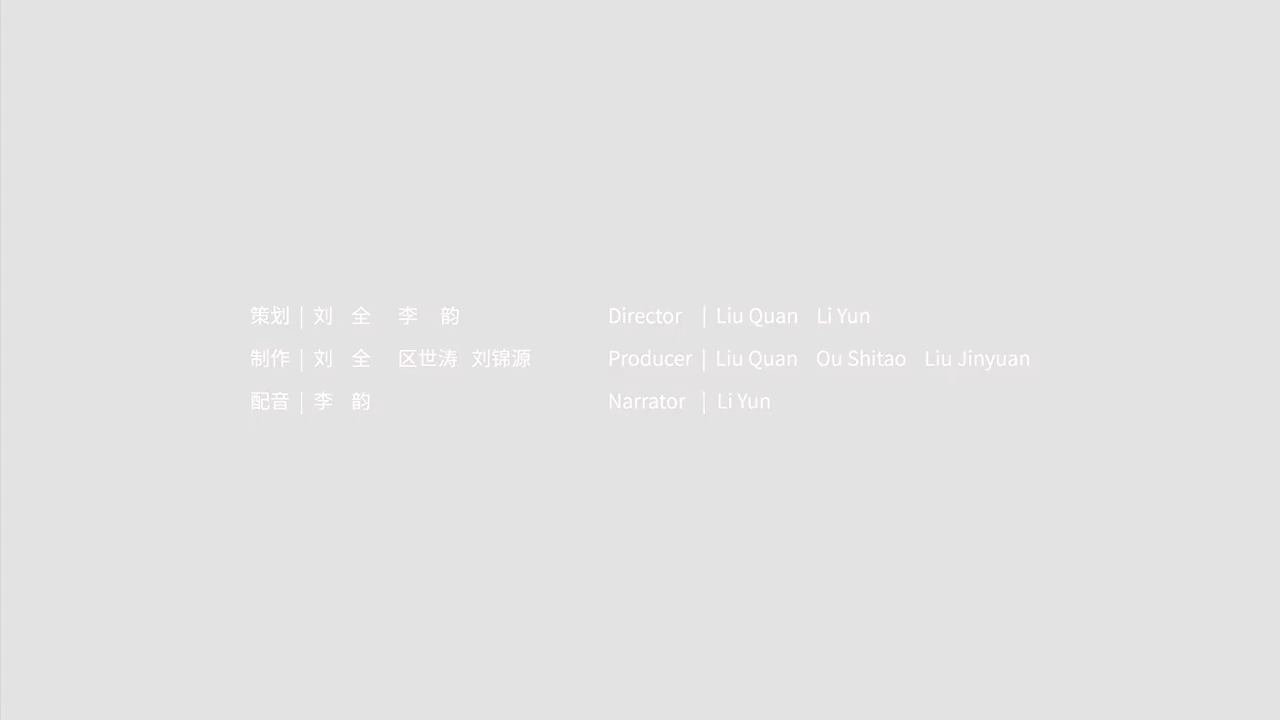 策划 | 刘 全 李 韵 Director | Liu Quan Li Yun
制作 | 刘 全 区世涛 刘锦源 Producer | Liu Quan Ou Shitao Liu Jinyuan
配音 | 李 韵 Narrator | Li Yun